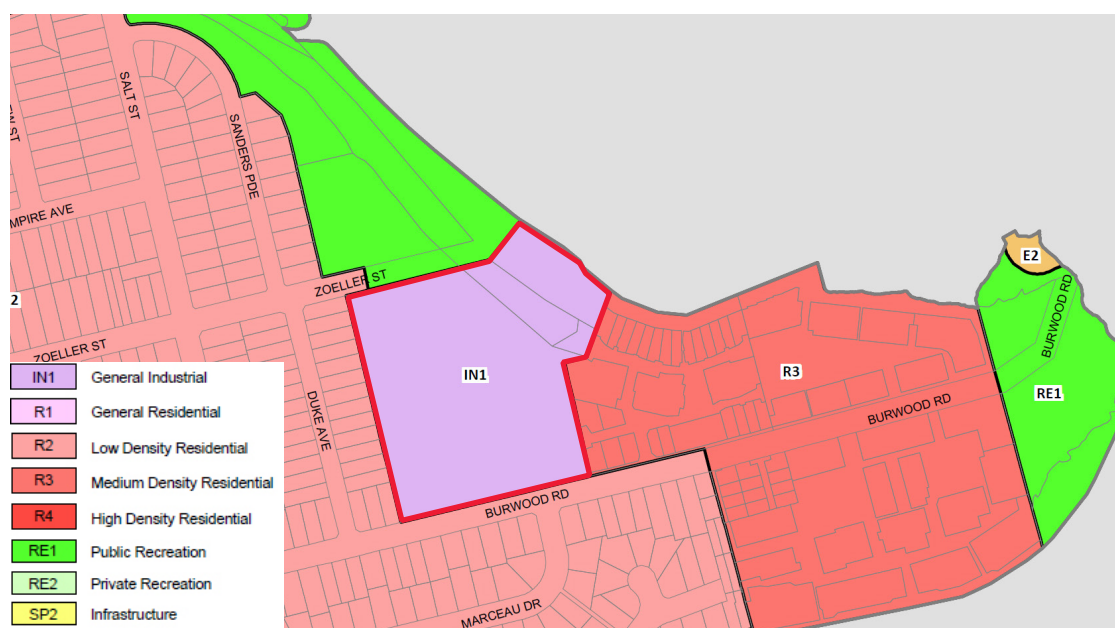 SALT ST
SANDERS PDE
MPIRE AVE
E2
BURWOOD RD
ZOELLER ST
2
ZOELLER ST
IN1
R3
RE1
DUKE AVE
BURWOOD RD
BURWOOD RD
MARCEAU DR
IN1 General Industrial
R1 General Residential
R2 Low Density Residential
R3 Medium Density Residential
R4 High Density Residential
RE1 Public Recreation
RE2 Private Recreation
SP2 Infrastructure